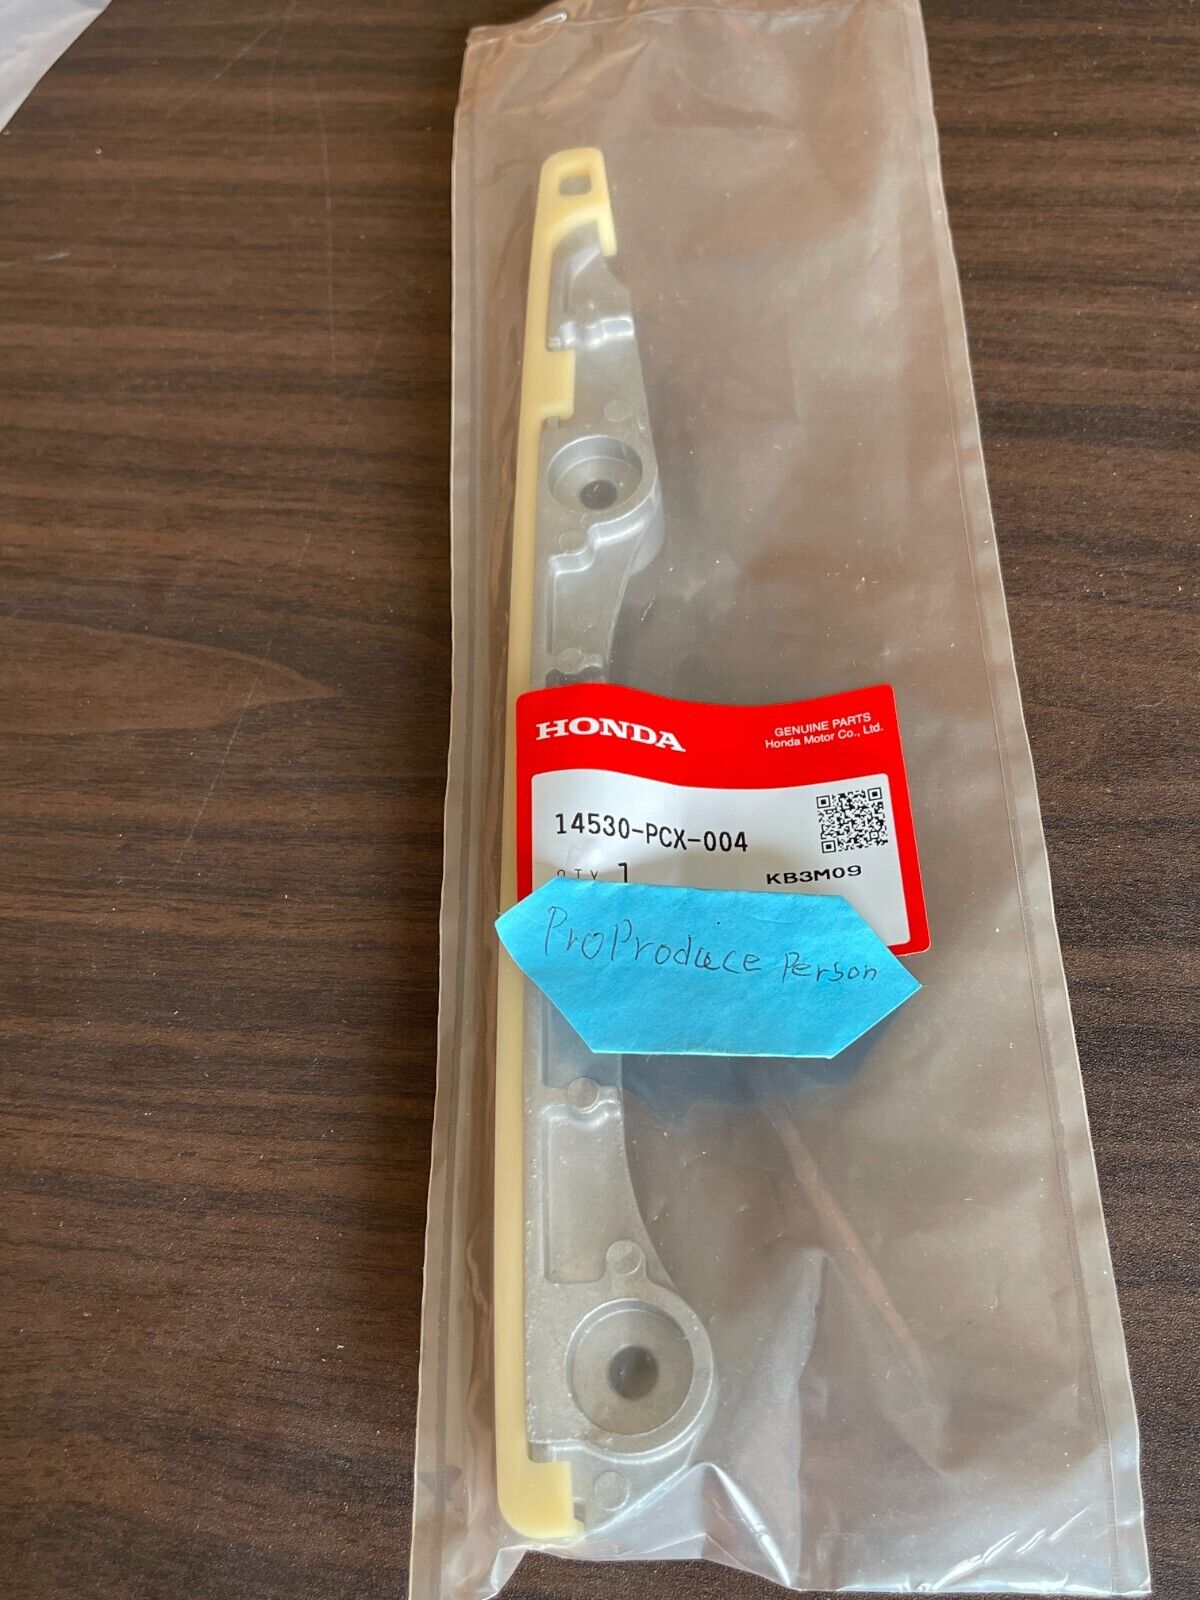 HONDA
GENUINE PARTS
Honda Motor Co., Ltd.
14530-PCX-004
QTY 1
KB3M09
ProProduce Person